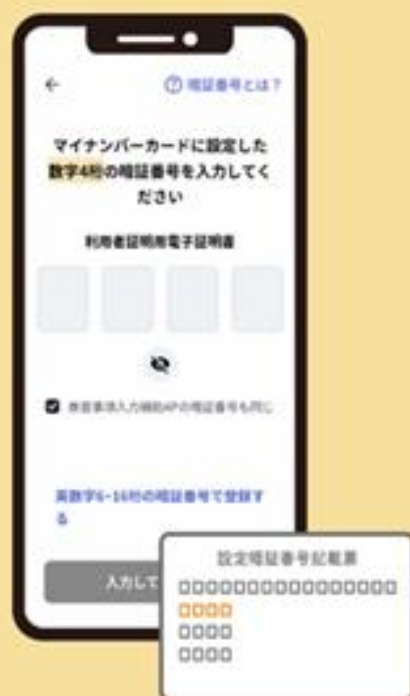 暗証番号とは？
マイナンバーカードに設定した
数字4桁の暗証番号を入力してく
ださい
利用者証明用電子証明書
券面事項入力補助APの暗証番号も同じ
英数字6-16桁の暗証番号で登録す
る
入力して
設定暗証番号記載票